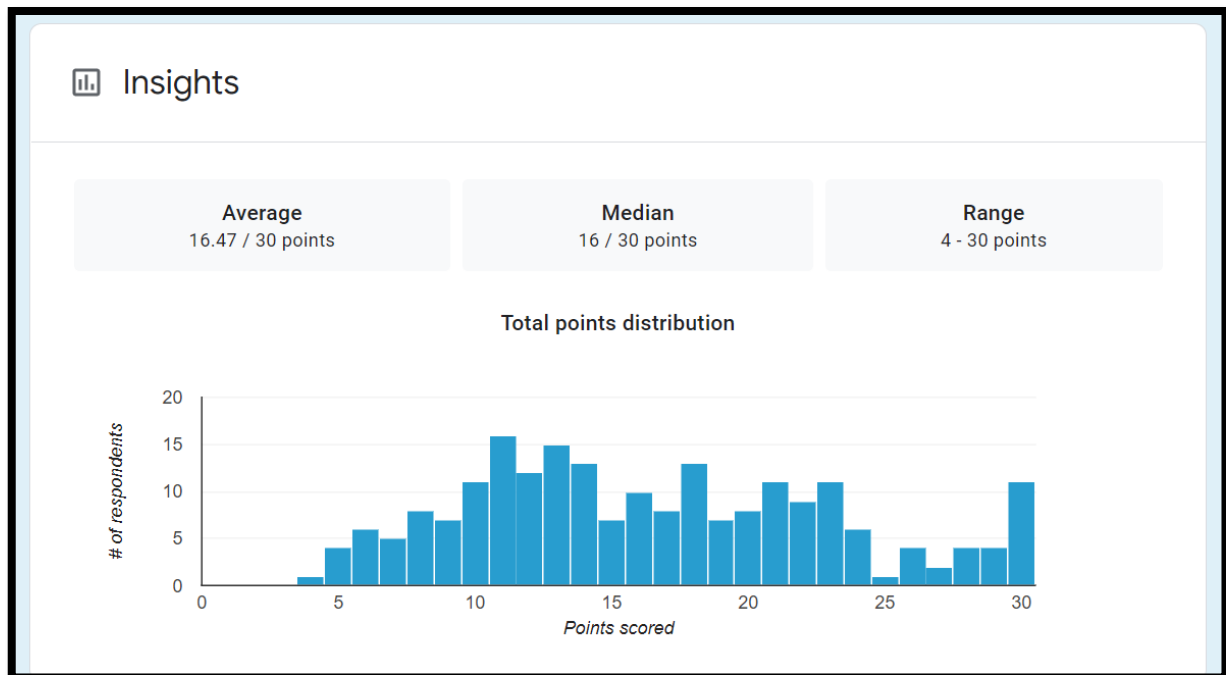 Insights
Average
16.47 / 30 points
Median
16 / 30 points
Range
4 - 30 points
Total points distribution
# of respondents
20
15
10
5
0
0 5 10 15 20 25 30
Points scored